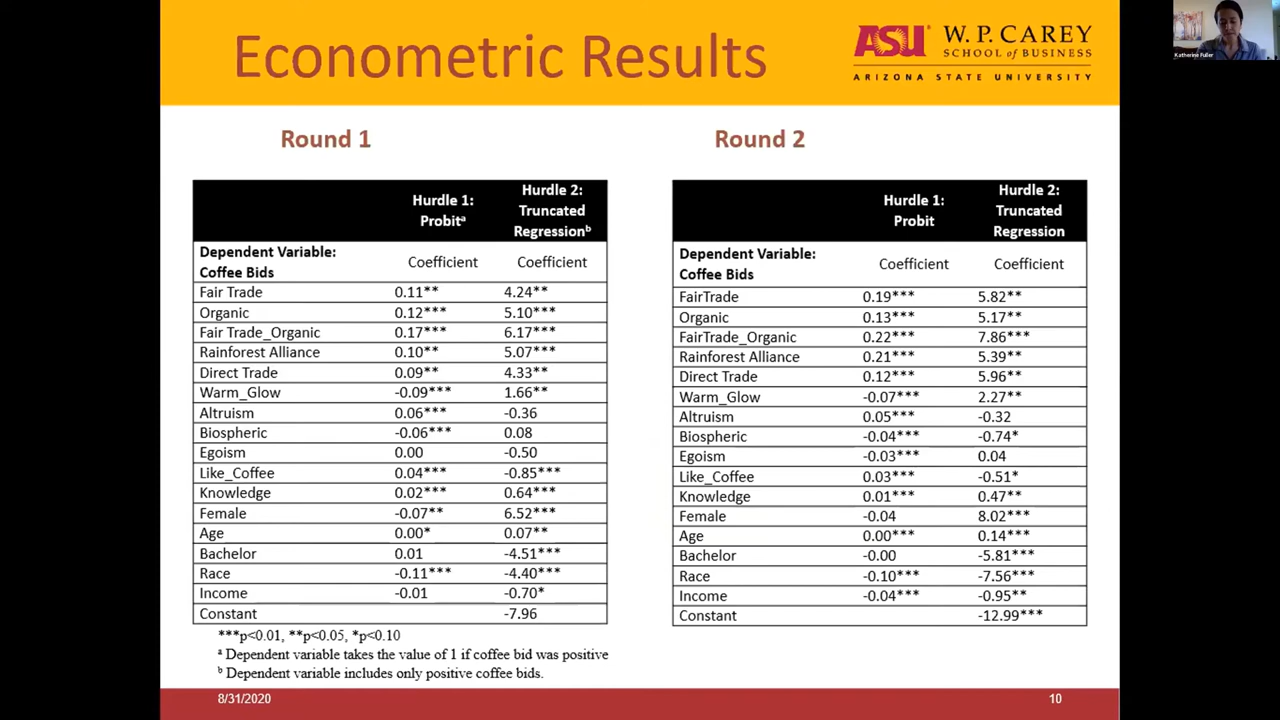 Econometric Results
ASU W. P. CAREY
SCHOOL of BUSINESS
ARIZONA STATE UNIVERSITY
Katherine Fuller
Round 1
Hurdle 1: Probitᵃ Hurdle 2: Truncated Regressionᵇ
Dependent Variable: Coffee Bids Coefficient Coefficient
Fair Trade 0.11** 4.24**
Organic 0.12*** 5.10***
Fair Trade_Organic 0.17*** 6.17***
Rainforest Alliance 0.10** 5.07***
Direct Trade 0.09** 4.33**
Warm_Glow -0.09*** 1.66**
Altruism 0.06*** -0.36
Biospheric -0.06*** 0.08
Egoism 0.00 -0.50
Like_Coffee 0.04*** -0.85***
Knowledge 0.02*** 0.64***
Female -0.07** 6.52***
Age 0.00* 0.07**
Bachelor 0.01 -4.51***
Race -0.11*** -4.40***
Income -0.01 -0.70*
Constant -7.96
***p<0.01, **p<0.05, *p<0.10
ᵃ Dependent variable takes the value of 1 if coffee bid was positive
ᵇ Dependent variable includes only positive coffee bids.
Round 2
Hurdle 1: Probit Hurdle 2: Truncated Regression
Dependent Variable: Coffee Bids Coefficient Coefficient
FairTrade 0.19*** 5.82**
Organic 0.13*** 5.17**
FairTrade_Organic 0.22*** 7.86***
Rainforest Alliance 0.21*** 5.39**
Direct Trade 0.12*** 5.96**
Warm_Glow -0.07*** 2.27**
Altruism 0.05*** -0.32
Biospheric -0.04*** -0.74*
Egoism -0.03*** 0.04
Like_Coffee 0.03*** -0.51*
Knowledge 0.01*** 0.47**
Female -0.04 8.02***
Age 0.00*** 0.14***
Bachelor -0.00 -5.81***
Race -0.10*** -7.56***
Income -0.04*** -0.95**
Constant -12.99***
8/31/2020
10